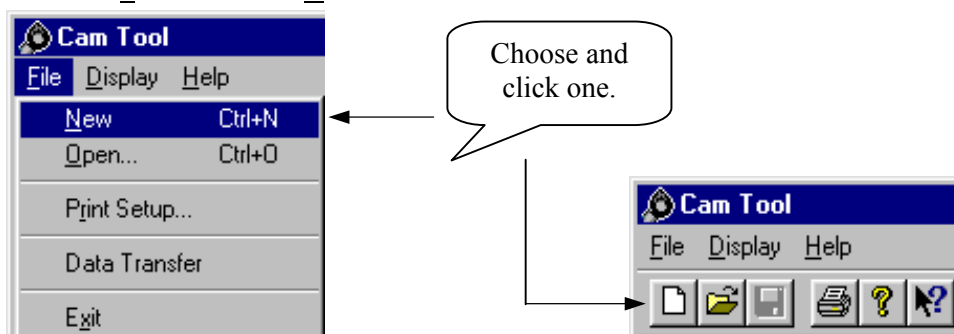 Cam Tool
File Display Help
New Ctrl+N
Open... Ctrl+O
Print Setup...
Data Transfer
Exit
Choose and
click one.
Cam Tool
File Display Help